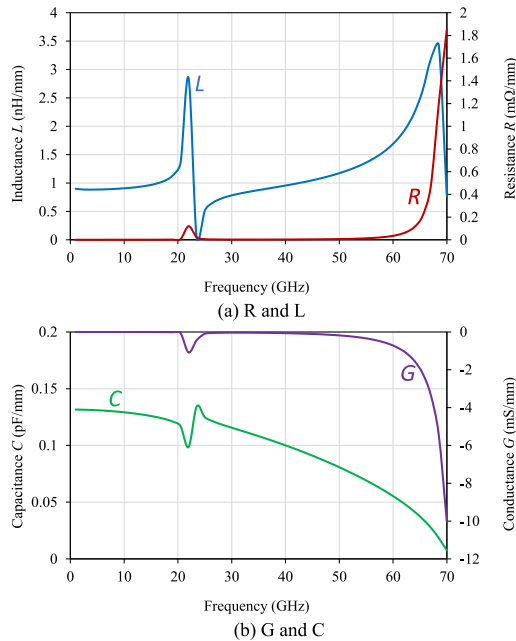 4
3.5
3
2.5
2
1.5
1
0.5
0
Inductance L (nH/mm)
L
R
2
1.8
1.6
1.4
1.2
1
0.8
0.6
0.4
0.2
0
Resistance R (mΩ/mm)
0 10 20 30 40 50 60 70
Frequency (GHz)
(a) R and L
0.2
0.15
0.1
0.05
0
Capacitance C (pF/mm)
C
G
0
-2
-4
-6
-8
-10
-12
Conductance G (mS/mm)
0 10 20 30 40 50 60 70
Frequency (GHz)
(b) G and C